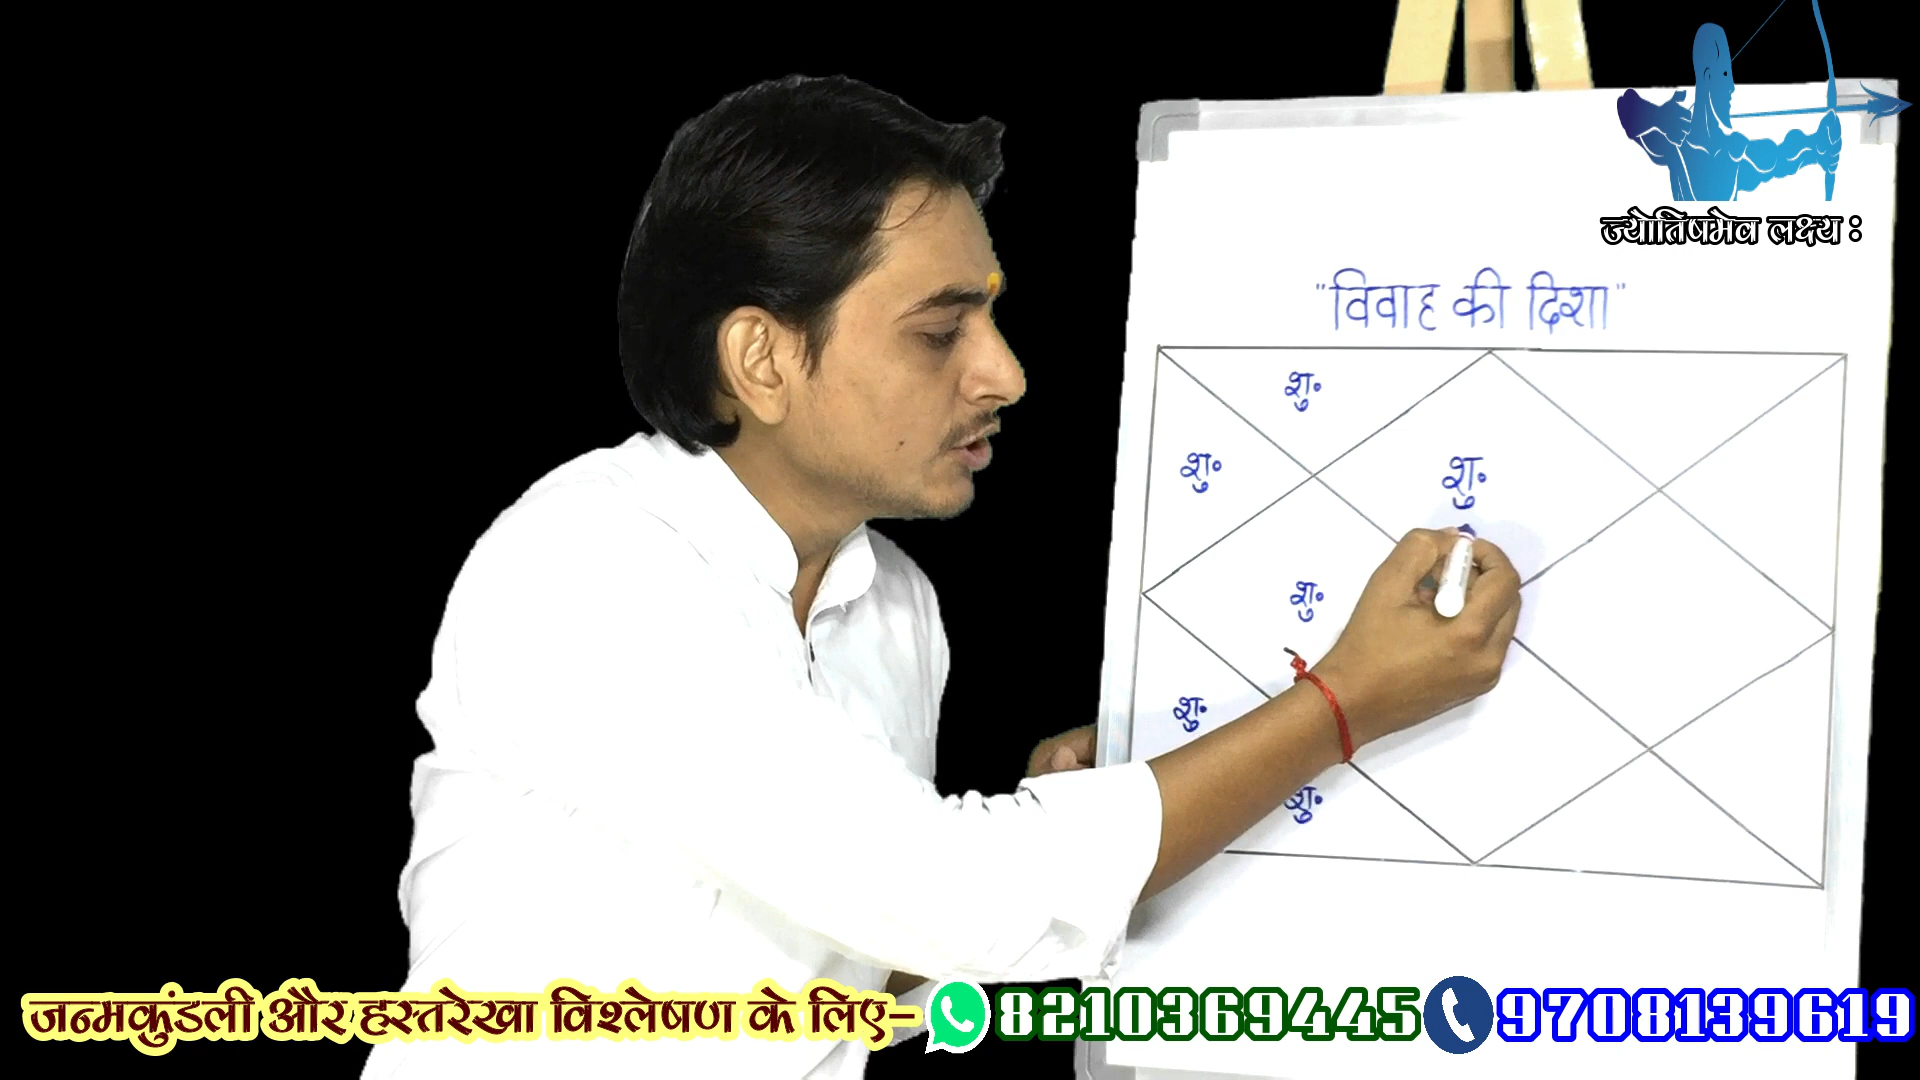 ज्योतिषमेव लक्ष्य :
"विवाह की दिशा"
शु॰
शु॰
शु॰
शु॰
शु॰
शु॰
जन्मकुंडली और हस्तरेखा विश्लेषण के लिए- 8210369445 9708139619